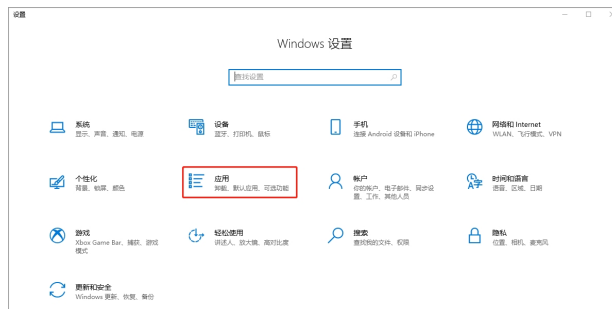 设置
Windows 设置
查找设置
系统
显示、声音、通知、电源
设备
蓝牙、打印机、鼠标
手机
连接 Android 设备和 iPhone
网络和 Internet
WLAN、飞行模式、VPN
个性化
背景、锁屏、颜色
应用
卸载、默认应用、可选功能
帐户
你的帐户、电子邮件、同步设
置、工作、其他人员
时间和语言
语音、区域、日期
游戏
Xbox Game Bar、捕获、游戏
模式
轻松使用
讲述人、放大镜、高对比度
搜索
查找我的文件、权限
隐私
位置、相机、麦克风
更新和安全
Windows 更新、恢复、备份